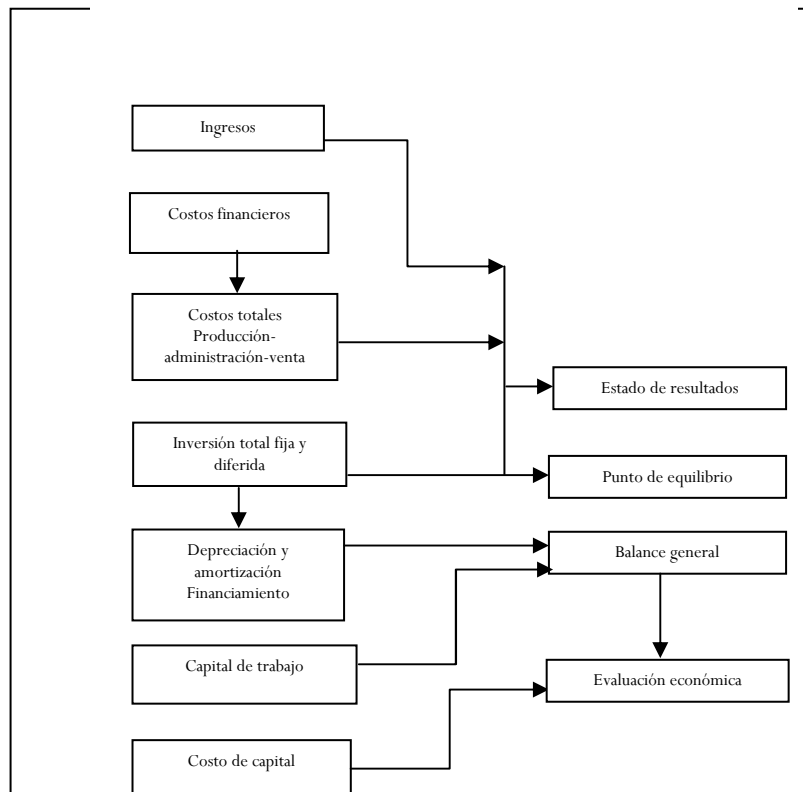 Ingresos
Costos financieros
Costos totales
Producción-
administración-venta
Estado de resultados
Inversión total fija y
diferida
Punto de equilibrio
Depreciación y
amortización
Financiamiento
Balance general
Capital de trabajo
Evaluación económica
Costo de capital